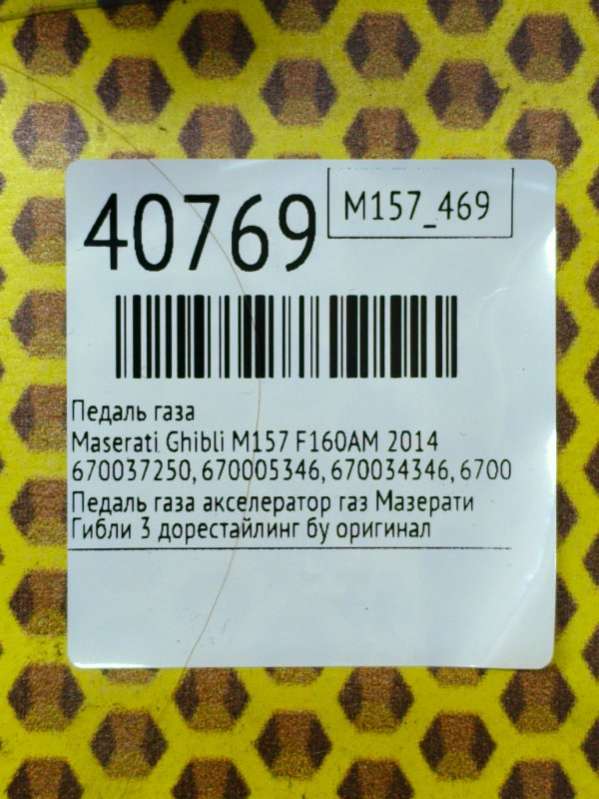 40769
M157_469
Педаль газа
Maserati Ghibli M157 F160AM 2014
670037250, 670005346, 670034346, 6700
Педаль газа акселератор газ Мазерати
Гибли 3 дорестайлинг бу оригинал